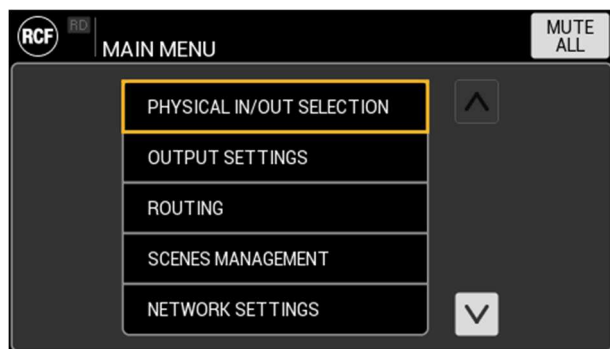 RCF RD
MAIN MENU
MUTE
ALL
PHYSICAL IN/OUT SELECTION
OUTPUT SETTINGS
ROUTING
SCENES MANAGEMENT
NETWORK SETTINGS